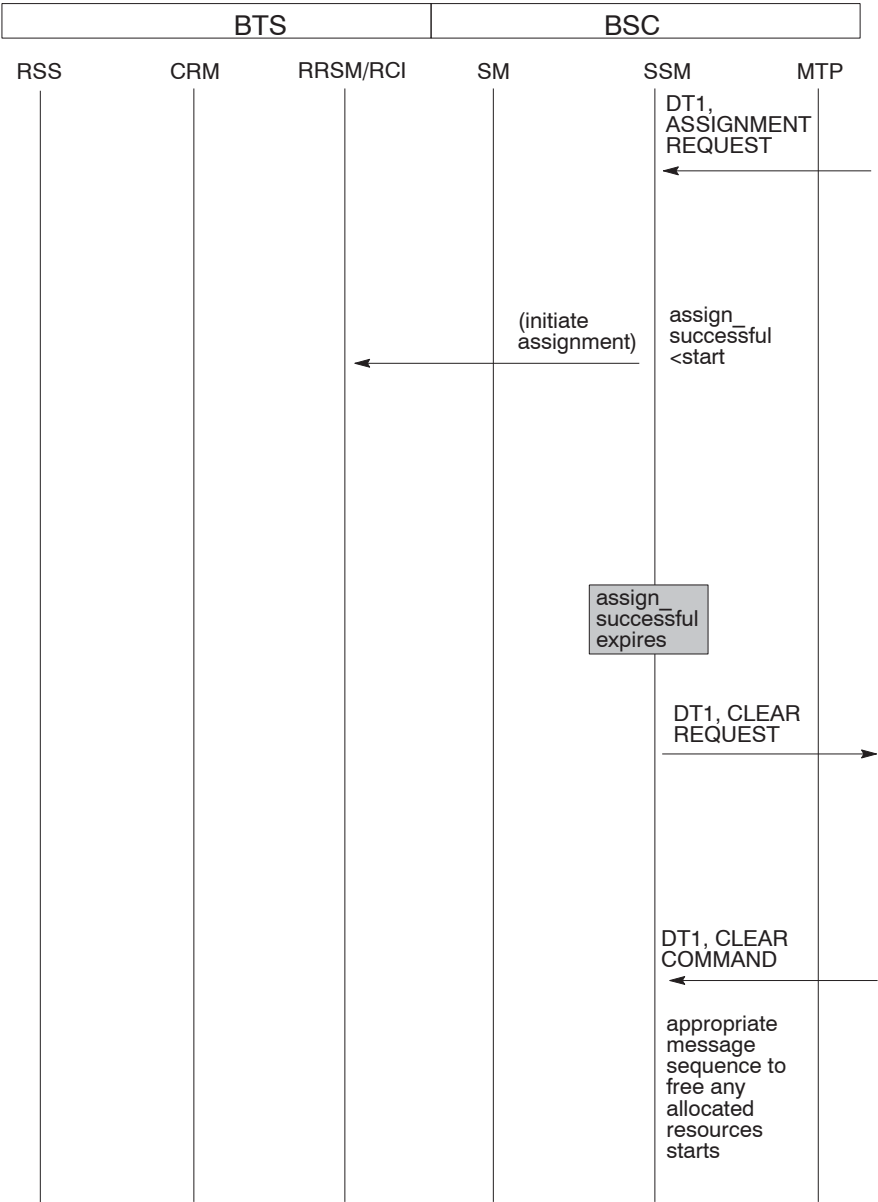 BTS BSC
RSS CRM RRSM/RCI SM SSM MTP
DT1,
ASSIGNMENT
REQUEST
(initiate
assignment)
assign_
successful
<start
assign_
successful
expires
DT1, CLEAR
REQUEST
DT1, CLEAR
COMMAND
appropriate
message
sequence to
free any
allocated
resources
starts